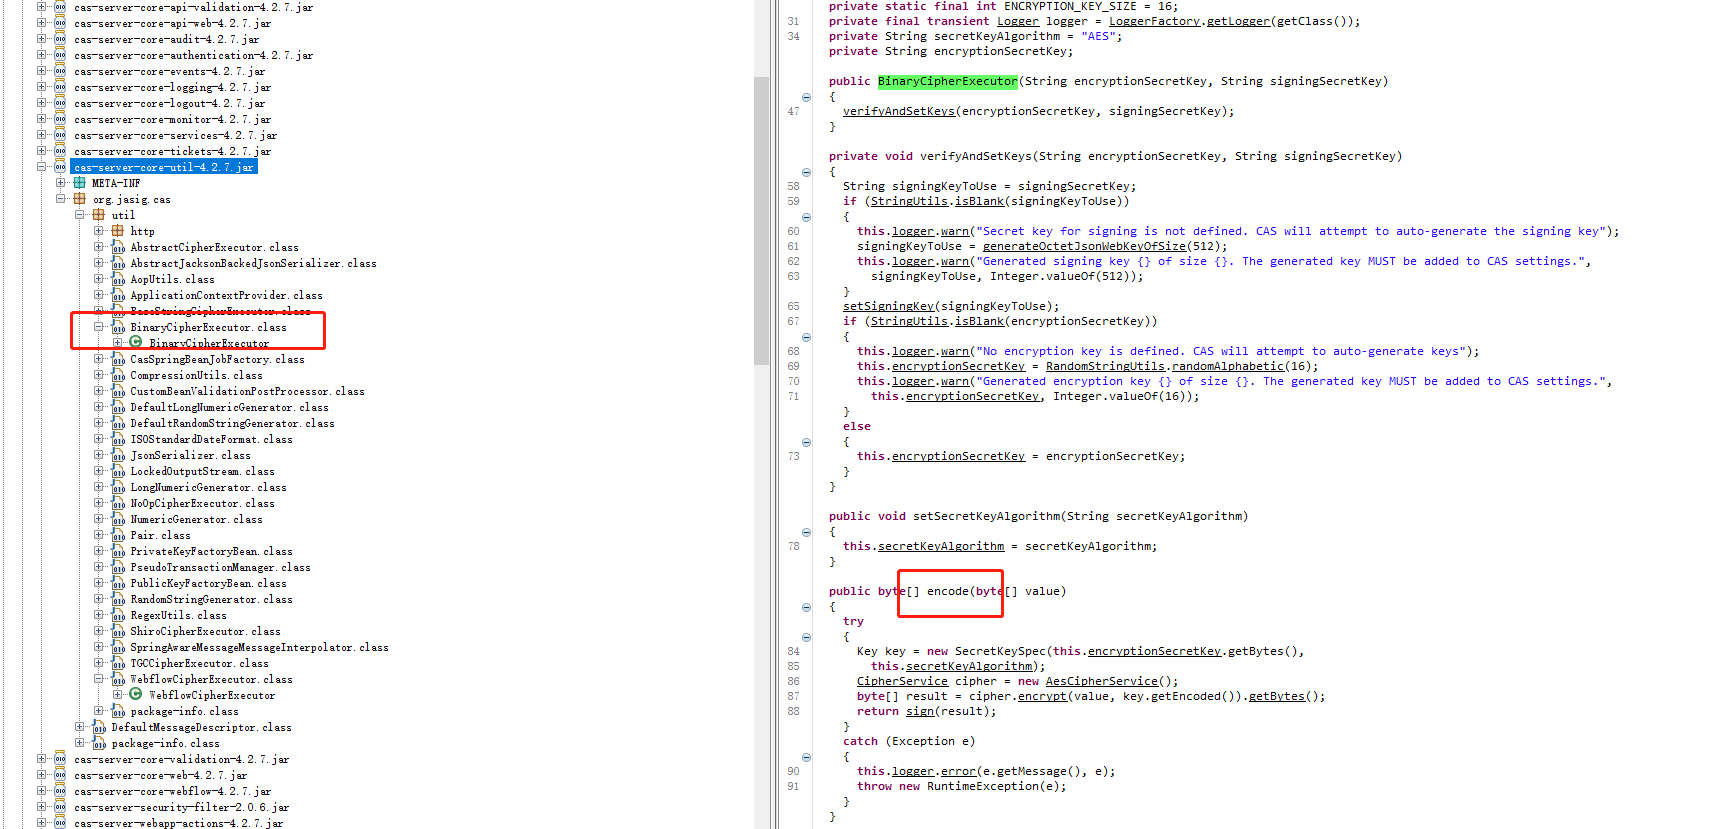 cas-server-core-api-validation-4.2.7.jar
cas-server-core-api-web-4.2.7.jar
cas-server-core-audit-4.2.7.jar
cas-server-core-authentication-4.2.7.jar
cas-server-core-events-4.2.7.jar
cas-server-core-logging-4.2.7.jar
cas-server-core-logout-4.2.7.jar
cas-server-core-monitor-4.2.7.jar
cas-server-core-services-4.2.7.jar
cas-server-core-tickets-4.2.7.jar
cas-server-core-util-4.2.7.jar
META-INF
org.jasig.cas
util
http
AbstractCipherExecutor.class
AbstractJacksonBackedJsonSerializer.class
AopUtils.class
ApplicationContextProvider.class
BaseStringCipherExecutor.class
BinaryCipherExecutor.class
BinaryCipherExecutor
CasSpringBeanJobFactory.class
CompressionUtils.class
CustomBeanValidationPostProcessor.class
DefaultLongNumericGenerator.class
DefaultRandomStringGenerator.class
ISOStandardDateFormat.class
JsonSerializer.class
LockedOutputStream.class
LongNumericGenerator.class
NoOpCipherExecutor.class
NumericGenerator.class
Pair.class
PrivateKeyFactoryBean.class
PseudoTransactionManager.class
PublicKeyFactoryBean.class
RandomStringGenerator.class
RegexUtils.class
ShiroCipherExecutor.class
SpringAwareMessageMessageInterpolator.class
TGCCipherExecutor.class
WebflowCipherExecutor.class
WebflowCipherExecutor
package-info.class
DefaultMessageDescriptor.class
package-info.class
cas-server-core-validation-4.2.7.jar
cas-server-core-web-4.2.7.jar
cas-server-core-webflow-4.2.7.jar
cas-server-security-filter-2.0.6.jar
cas-server-webapp-actions-4.2.7.jar
private static final int ENCRYPTION_KEY_SIZE = 16;
31 private final transient Logger logger = LoggerFactory.getLogger(getClass());
34 private String secretKeyAlgorithm = "AES";
private String encryptionSecretKey;
public BinaryCipherExecutor(String encryptionSecretKey, String signingSecretKey)
{
47 verifyAndSetKeys(encryptionSecretKey, signingSecretKey);
}
private void verifyAndSetKeys(String encryptionSecretKey, String signingSecretKey)
{
58 String signingKeyToUse = signingSecretKey;
59 if (StringUtils.isBlank(signingKeyToUse))
{
60 this.logger.warn("Secret key for signing is not defined. CAS will attempt to auto-generate the signing key");
61 signingKeyToUse = generateOctetJsonWebKeyOfSize(512);
62 this.logger.warn("Generated signing key {} of size {}. The generated key MUST be added to CAS settings.",
63 signingKeyToUse, Integer.valueOf(512));
}
65 setSigningKey(signingKeyToUse);
67 if (StringUtils.isBlank(encryptionSecretKey))
{
68 this.logger.warn("No encryption key is defined. CAS will attempt to auto-generate keys");
69 this.encryptionSecretKey = RandomStringUtils.randomAlphabetic(16);
70 this.logger.warn("Generated encryption key {} of size {}. The generated key MUST be added to CAS settings.",
71 this.encryptionSecretKey, Integer.valueOf(16));
}
else
{
73 this.encryptionSecretKey = encryptionSecretKey;
}
}
public void setSecretKeyAlgorithm(String secretKeyAlgorithm)
{
78 this.secretKeyAlgorithm = secretKeyAlgorithm;
}
public byte[] encode(byte[] value)
{
try
{
84 Key key = new SecretKeySpec(this.encryptionSecretKey.getBytes(),
85 this.secretKeyAlgorithm);
86 CipherService cipher = new AesCipherService();
87 byte[] result = cipher.encrypt(value, key.getEncoded()).getBytes();
88 return sign(result);
}
catch (Exception e)
{
90 this.logger.error(e.getMessage(), e);
91 throw new RuntimeException(e);
}
}